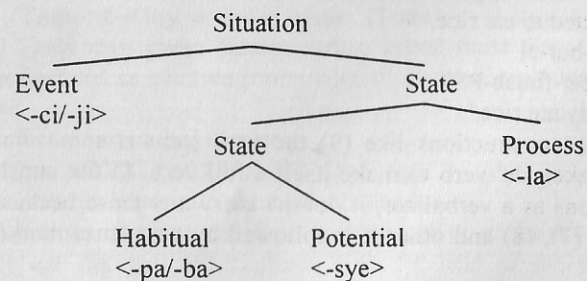 Situation
Event State
<-ci/-ji>
State Process
<-la>
Habitual Potential
<-pa/-ba> <-sye>